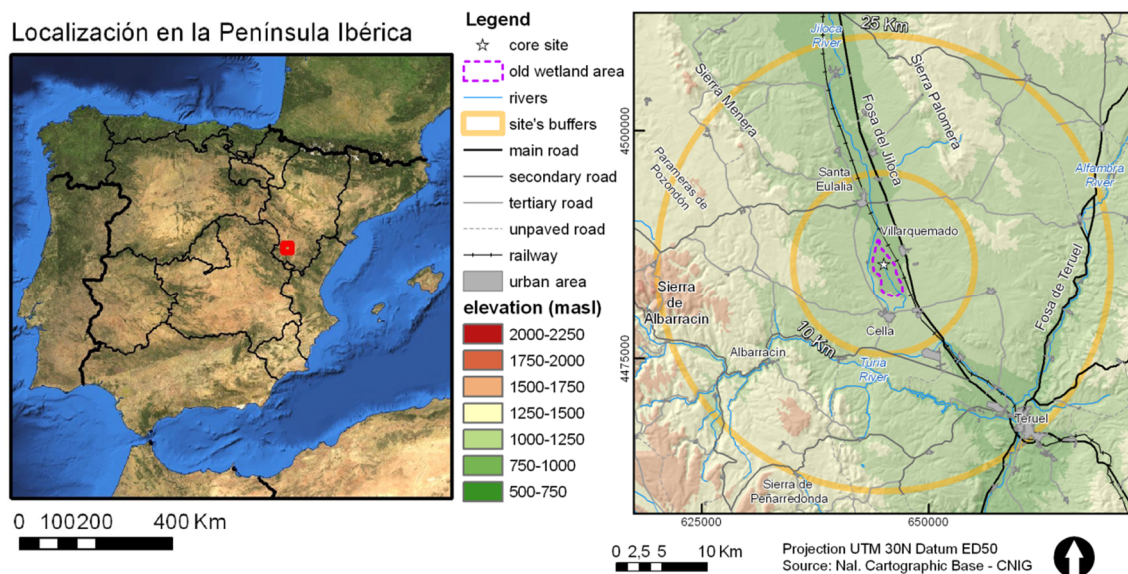 Localización en la Península Ibérica
0 100 200 400 Km
Legend
core site
old wetland area
rivers
site's buffers
main road
secondary road
tertiary road
unpaved road
railway
urban area
elevation (masl)
2000-2250
1750-2000
1500-1750
1250-1500
1000-1250
750-1000
500-750
25 Km
Jiloca
River
Sierra Menera
Sierra Palomera
Fosa del Jiloca
4500000
Parameras de
Pozondón
Santa
Eulalia
Alfambra
River
Villarquemado
Sierra
de
Albarracin
Cella
Fosa de Teruel
10 Km
Albarracin
Turia
River
4475000
Teruel
Sierra de
Peñarredonda
625000
650000
0 2,5 5 10 Km
Projection UTM 30N Datum ED50
Source: Nal. Cartographic Base - CNIG